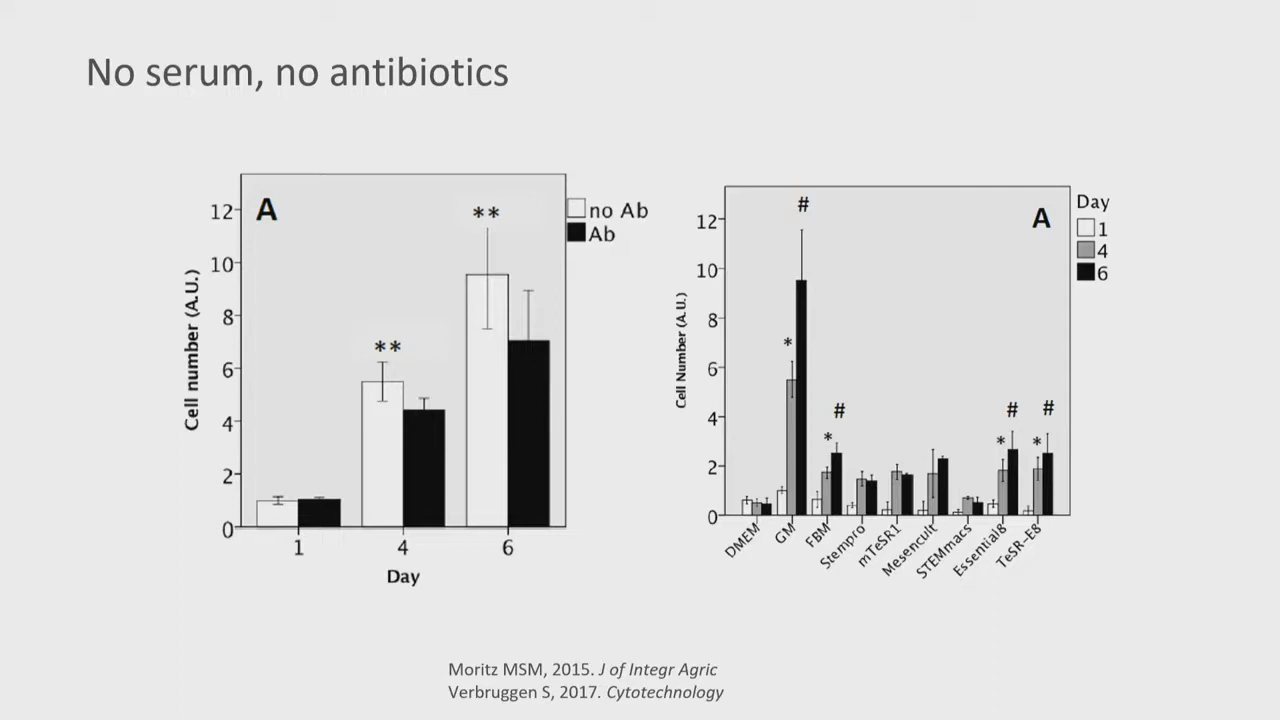 No serum, no antibiotics
A
**
**
no Ab
Ab
12
10
8
6
4
2
0
Cell number (A.U.)
1
4
6
Day
A
#
*
*
#
*
#
*
#
Day
1
4
6
12
10
8
6
4
2
0
Cell Number (A.U.)
DMEM
GM
FBM
Stempro
mTeSR1
Mesencult
STEMmacs
Essential8
TeSR-E8
Moritz MSM, 2015. J of Integr Agric
Verbruggen S, 2017. Cytotechnology